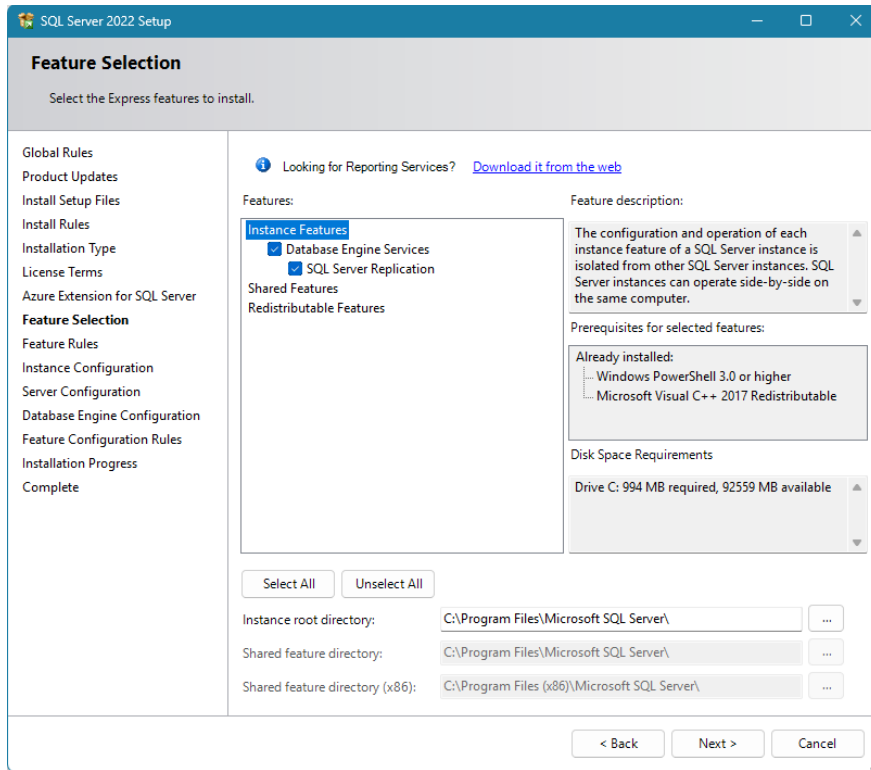 SQL Server 2022 Setup
Feature Selection
Select the Express features to install.
Global Rules
Product Updates
Install Setup Files
Install Rules
Installation Type
License Terms
Azure Extension for SQL Server
Feature Selection
Feature Rules
Instance Configuration
Server Configuration
Database Engine Configuration
Feature Configuration Rules
Installation Progress
Complete
Looking for Reporting Services? Download it from the web
Features:
Instance Features
Database Engine Services
SQL Server Replication
Shared Features
Redistributable Features
Feature description:
The configuration and operation of each
instance feature of a SQL Server instance is
isolated from other SQL Server instances. SQL
Server instances can operate side-by-side on
the same computer.
Prerequisites for selected features:
Already installed:
Windows PowerShell 3.0 or higher
Microsoft Visual C++ 2017 Redistributable
Disk Space Requirements
Drive C: 994 MB required, 92559 MB available
Select All Unselect All
Instance root directory: C:\Program Files\Microsoft SQL Server\ ...
Shared feature directory: C:\Program Files\Microsoft SQL Server\ ...
Shared feature directory (x86): C:\Program Files (x86)\Microsoft SQL Server\ ...
< Back Next > Cancel